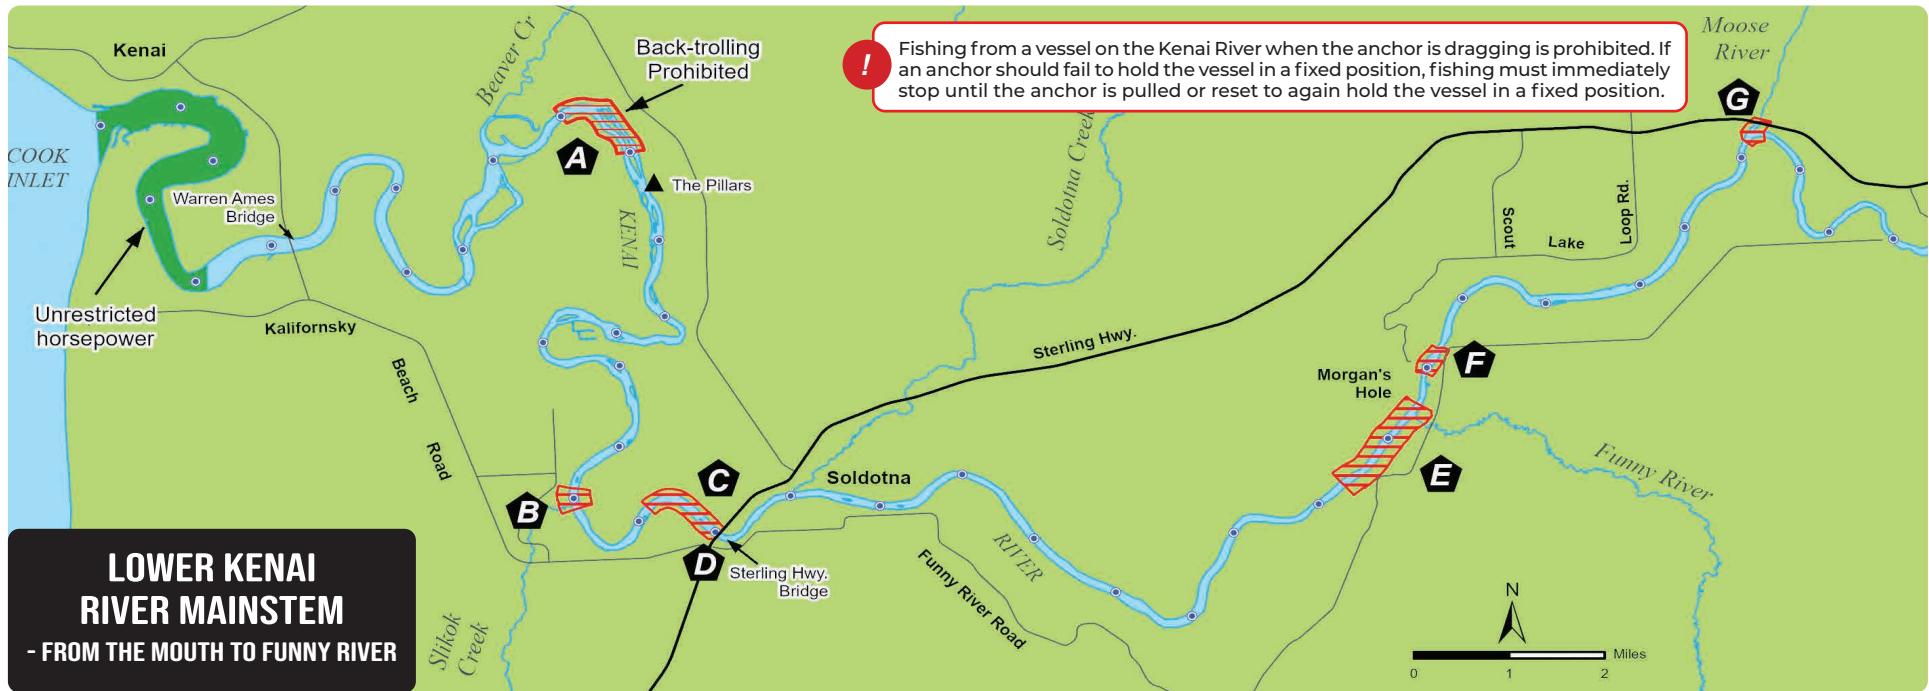 Kenai
Beaver Cr
Back-trolling
Prohibited
!
Fishing from a vessel on the Kenai River when the anchor is dragging is prohibited. If
an anchor should fail to hold the vessel in a fixed position, fishing must immediately
stop until the anchor is pulled or reset to again hold the vessel in a fixed position.
Moose
River
G
COOK
INLET
A
The Pillars
Warren Ames
Bridge
KENAI
Soldotna Creek
Scout
Lake
Loop Rd.
Unrestricted
horsepower
Kalifornsky
Beach
Road
Sterling Hwy.
Morgan's
Hole
F
E
Funny River
B
C
Soldotna
D
Sterling Hwy.
Bridge
RIVER
Funny River Road
Slikok
Creek
LOWER KENAI
RIVER MAINSTEM
- FROM THE MOUTH TO FUNNY RIVER
N
Miles
0 1 2